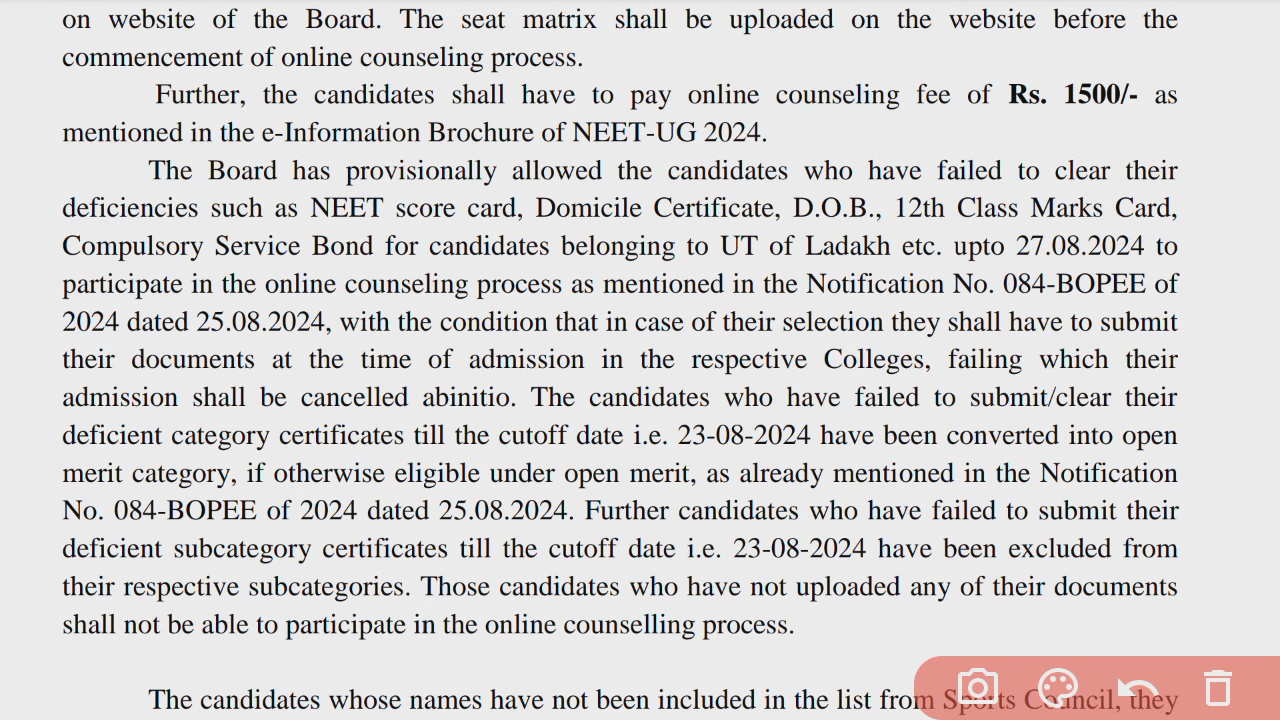 on website of the Board. The seat matrix shall be uploaded on the website before the
commencement of online counseling process.
Further, the candidates shall have to pay online counseling fee of Rs. 1500/- as
mentioned in the e-Information Brochure of NEET-UG 2024.
The Board has provisionally allowed the candidates who have failed to clear their
deficiencies such as NEET score card, Domicile Certificate, D.O.B., 12th Class Marks Card,
Compulsory Service Bond for candidates belonging to UT of Ladakh etc. upto 27.08.2024 to
participate in the online counseling process as mentioned in the Notification No. 084-BOPEE of
2024 dated 25.08.2024, with the condition that in case of their selection they shall have to submit
their documents at the time of admission in the respective Colleges, failing which their
admission shall be cancelled abinitio. The candidates who have failed to submit/clear their
deficient category certificates till the cutoff date i.e. 23-08-2024 have been converted into open
merit category, if otherwise eligible under open merit, as already mentioned in the Notification
No. 084-BOPEE of 2024 dated 25.08.2024. Further candidates who have failed to submit their
deficient subcategory certificates till the cutoff date i.e. 23-08-2024 have been excluded from
their respective subcategories. Those candidates who have not uploaded any of their documents
shall not be able to participate in the online counselling process.
The candidates whose names have not been included in the list from Sports Council, they